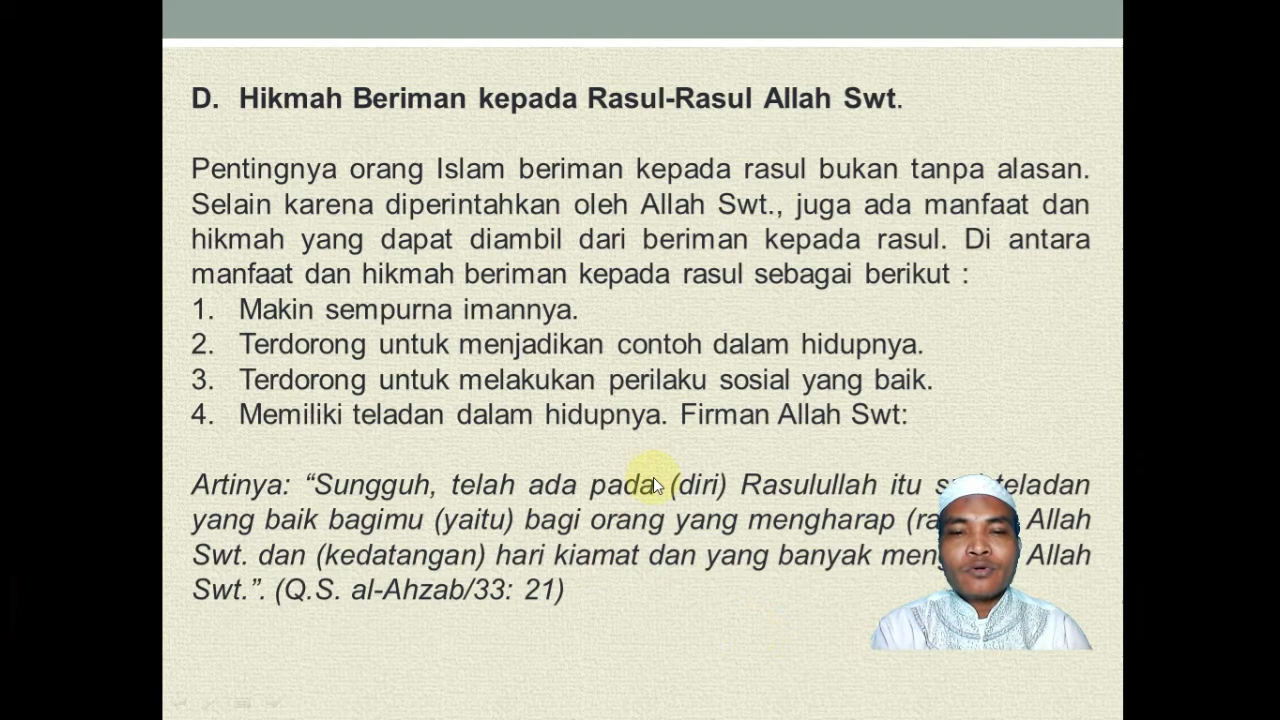 D. Hikmah Beriman kepada Rasul-Rasul Allah Swt.
Pentingnya orang Islam beriman kepada rasul bukan tanpa alasan.
Selain karena diperintahkan oleh Allah Swt., juga ada manfaat dan
hikmah yang dapat diambil dari beriman kepada rasul. Di antara
manfaat dan hikmah beriman kepada rasul sebagai berikut :
1. Makin sempurna imannya.
2. Terdorong untuk menjadikan contoh dalam hidupnya.
3. Terdorong untuk melakukan perilaku sosial yang baik.
4. Memiliki teladan dalam hidupnya. Firman Allah Swt:
Artinya: “Sungguh, telah ada pada (diri) Rasulullah itu teladan
yang baik bagimu (yaitu) bagi orang yang mengharap Allah
Swt. dan (kedatangan) hari kiamat dan yang banyak Allah
Swt.”. (Q.S. al-Ahzab/33: 21)